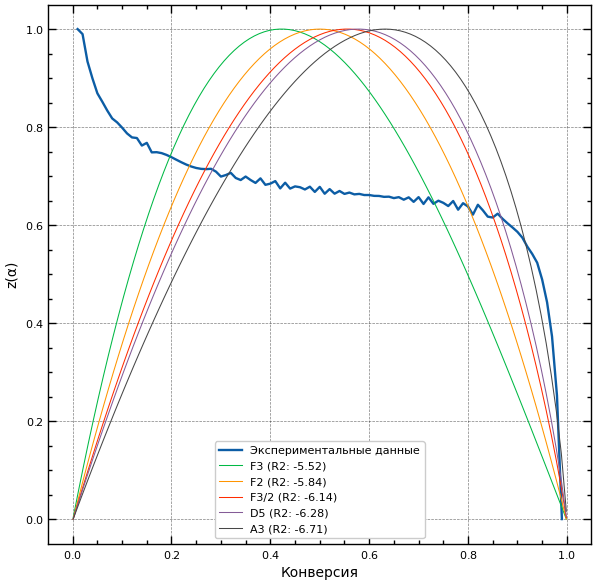 1.0
0.8
0.6
0.4
0.2
0.0
z(α)
Экспериментальные данные
F3 (R2: -5.52)
F2 (R2: -5.84)
F3/2 (R2: -6.14)
D5 (R2: -6.28)
A3 (R2: -6.71)
0.0 0.2 0.4 0.6 0.8 1.0
Конверсия